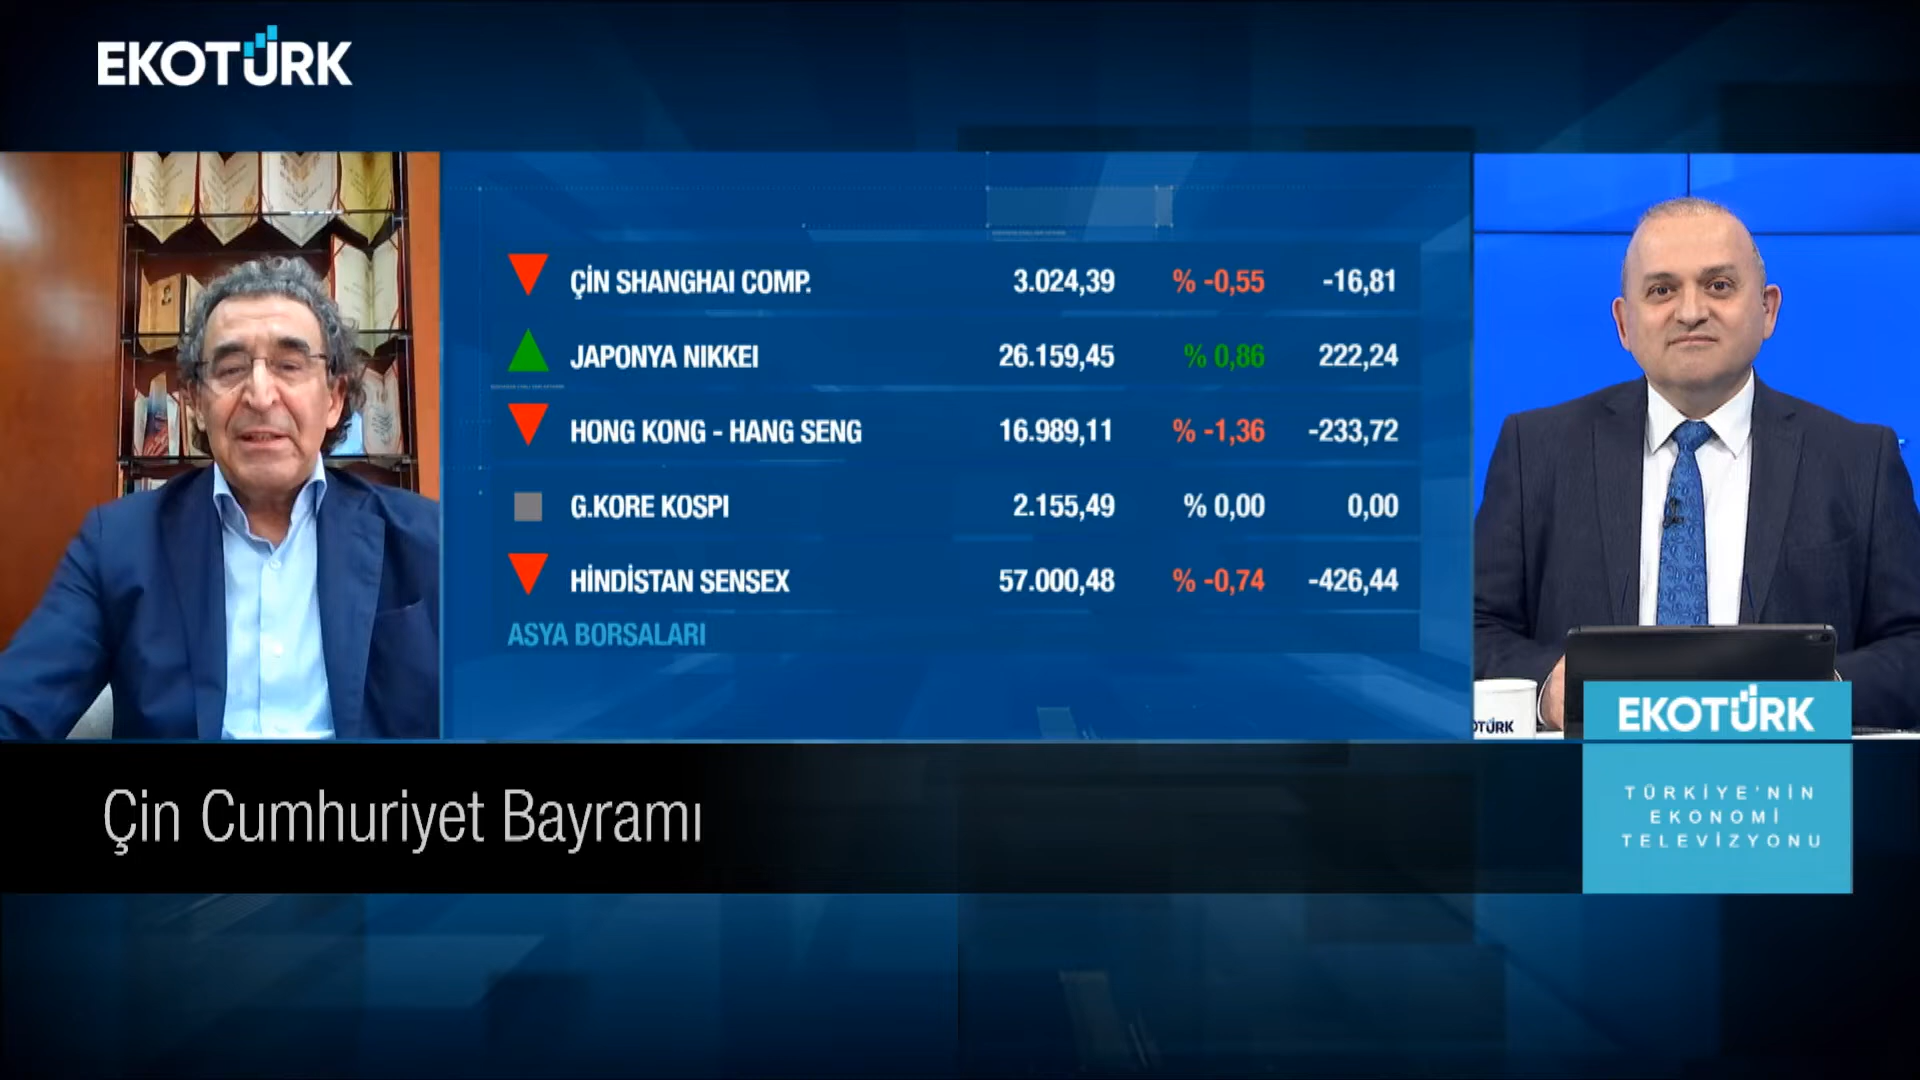 EKOTÜRK
ÇİN SHANGHAI COMP. 3.024,39 % -0,55 -16,81
JAPONYA NIKKEI 26.159,45 % 0,86 222,24
HONG KONG - HANG SENG 16.989,11 % -1,36 -233,72
G.KORE KOSPI 2.155,49 % 0,00 0,00
HİNDİSTAN SENSEX 57.000,48 % -0,74 -426,44
ASYA BORSALARI
EKOTÜRK
Çin Cumhuriyet Bayramı
TÜRKİYE'NİN
EKONOMİ
TELEVİZYONU